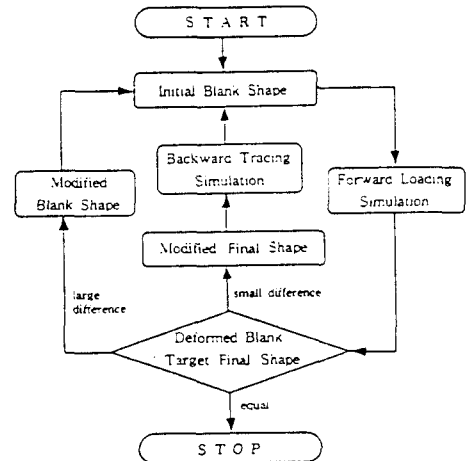 START
Initial Blank Shape
Backward Tracing
Simulation
Modified
Blank Shape
Forward Loading
Simulation
Modified Final Shape
large
difference
small difference
Deformed Blank
Target Final Shape
equal
STOP